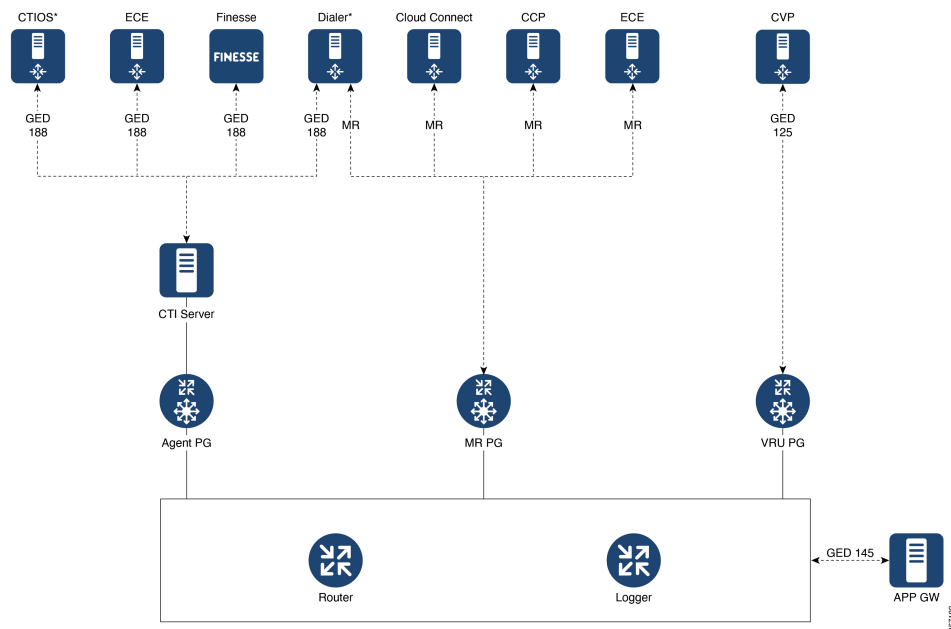 CTIOS*
ECE
Finesse
Dialer*
Cloud Connect
CCP
ECE
CVP
FINESSE
GED
188
GED
188
GED
188
GED
188
MR
MR
MR
MR
GED
125
CTI Server
Agent PG
MR PG
VRU PG
GED 145
Router
Logger
APP GW